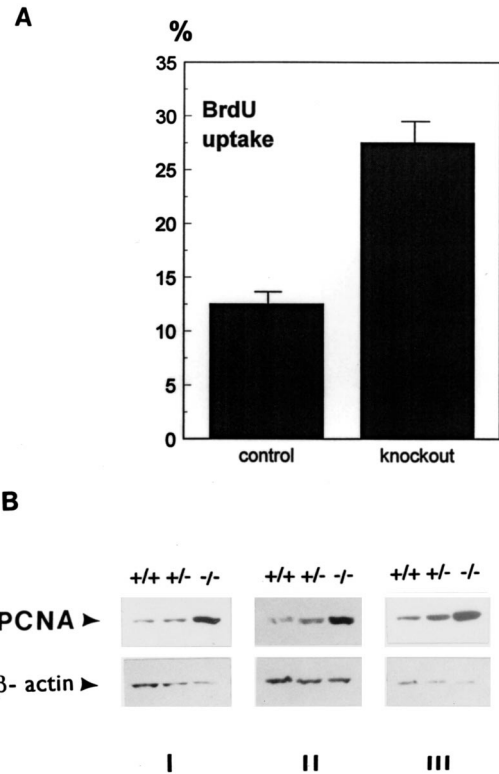 A
%
35
30
25
20
15
10
5
0
BrdU
uptake
control knockout
B
+/+ +/- -/- +/+ +/- -/- +/+ +/- -/-
PCNA
β- actin
I II III